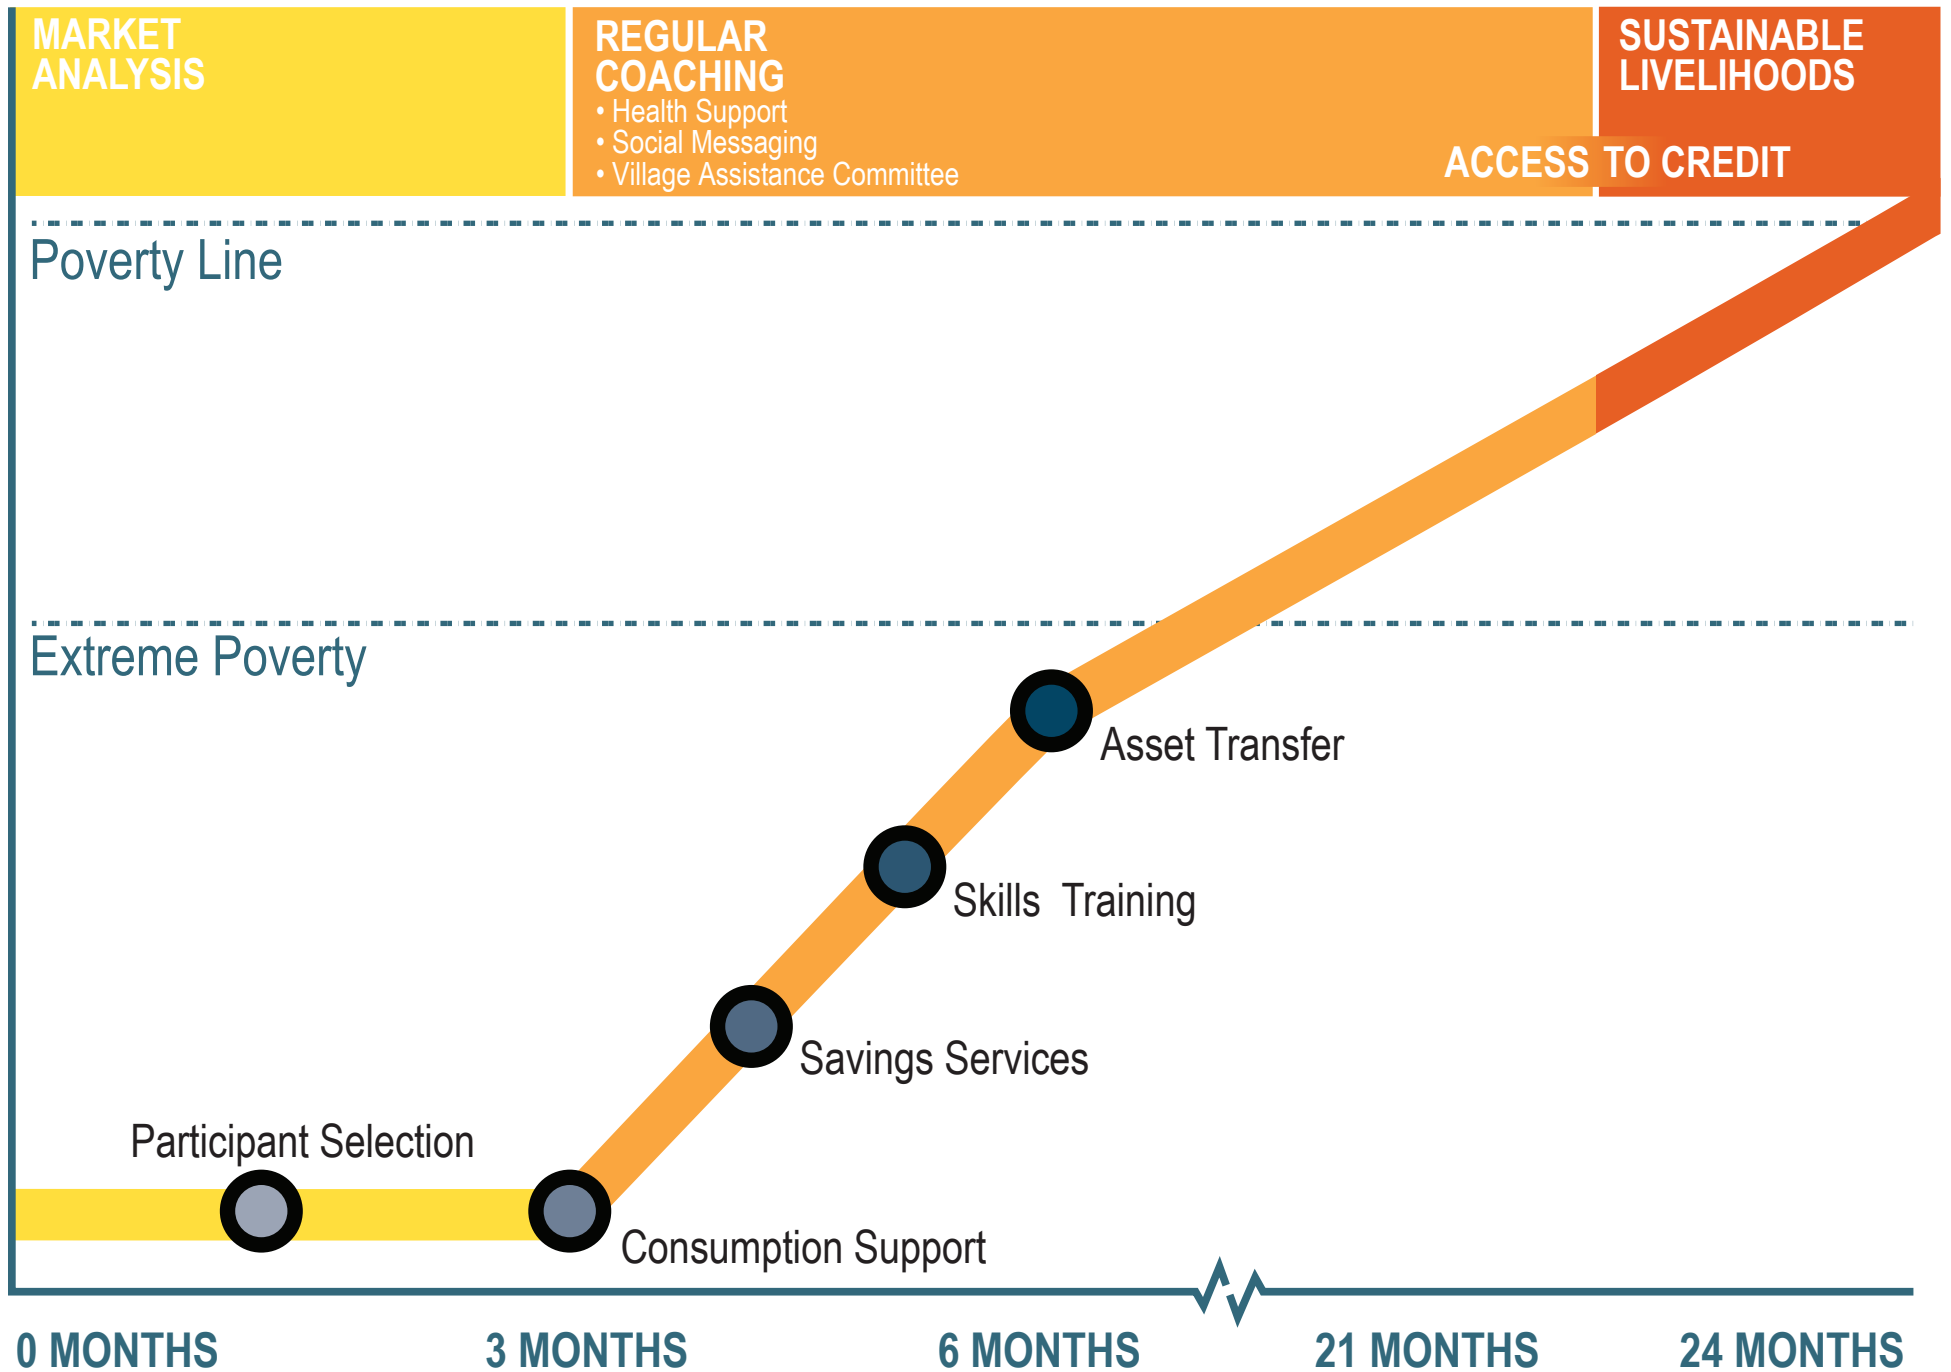 MARKET
ANALYSIS
REGULAR
COACHING
• Health Support
• Social Messaging
• Village Assistance Committee
SUSTAINABLE
LIVELIHOODS
ACCESS TO CREDIT
Poverty Line
Extreme Poverty
Asset Transfer
Skills Training
Savings Services
Participant Selection
Consumption Support
0 MONTHS
3 MONTHS
6 MONTHS
21 MONTHS
24 MONTHS